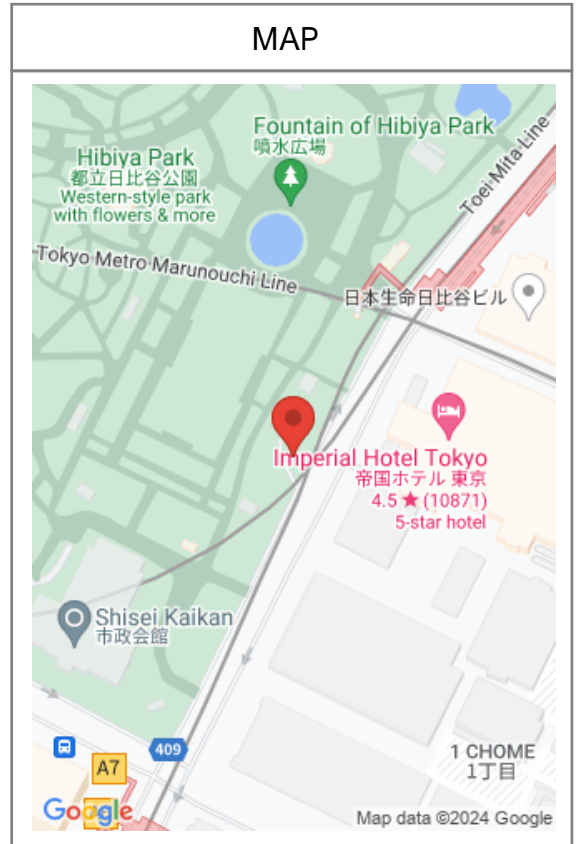 MAP
Fountain of Hibiya Park
噴水広場
Hibiya Park
都立日比谷公園
Western-style park
with flowers & more
Toei Mita Line
Tokyo Metro Marunouchi Line
日本生命日比谷ビル
Imperial Hotel Tokyo
帝国ホテル 東京
4.5 ★ (10871)
5-star hotel
Shisei Kaikan
市政会館
409
A7
1 CHOME
1丁目
Google
Map data ©2024 Google